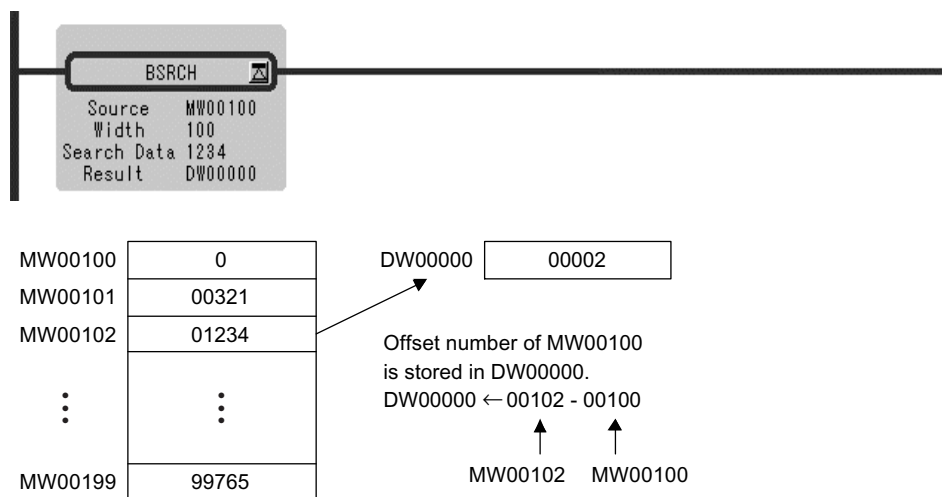 BSRCH
Source MW00100
Width 100
Search Data 1234
Result DW00000
MW00100 0
DW00000 00002
MW00101 00321
MW00102 01234
Offset number of MW00100
is stored in DW00000.
DW00000 ← 00102 - 00100
MW00102 MW00100
MW00199 99765